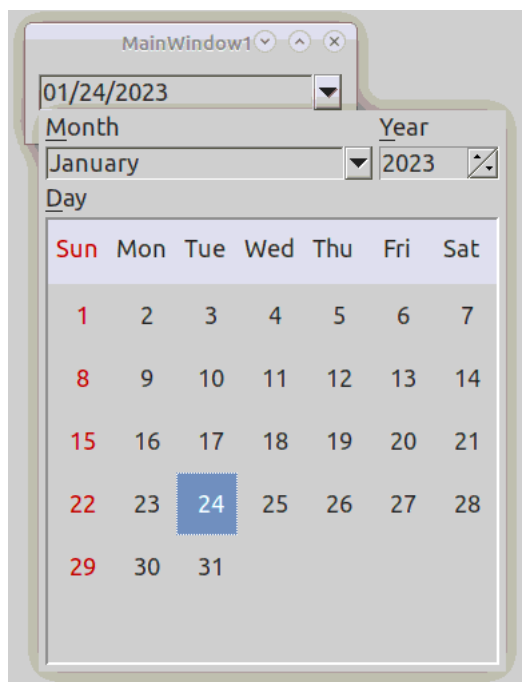 MainWindow1
01/24/2023
Month Year
January 2023
Day
Sun Mon Tue Wed Thu Fri Sat
1 2 3 4 5 6 7
8 9 10 11 12 13 14
15 16 17 18 19 20 21
22 23 24 25 26 27 28
29 30 31